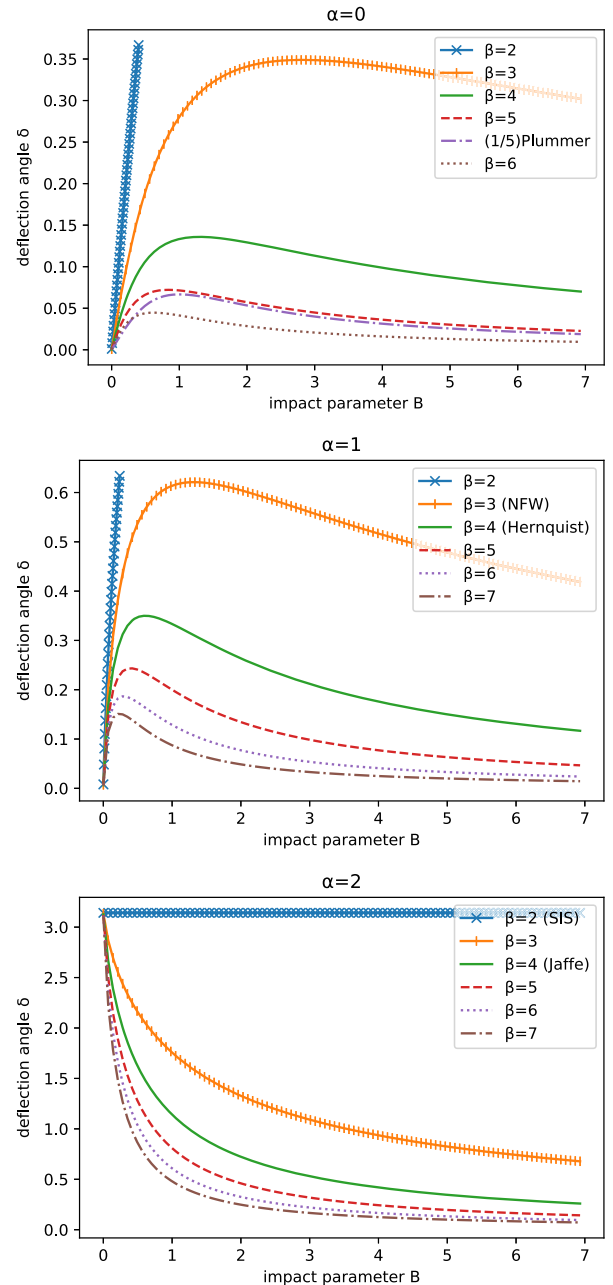 α=0
deflection angle δ
0.35
0.30
0.25
0.20
0.15
0.10
0.05
0.00
β=2
β=3
β=4
β=5
(1/5)Plummer
β=6
0 1 2 3 4 5 6 7
impact parameter B
α=1
deflection angle δ
0.6
0.5
0.4
0.3
0.2
0.1
0.0
β=2
β=3 (NFW)
β=4 (Hernquist)
β=5
β=6
β=7
0 1 2 3 4 5 6 7
impact parameter B
α=2
deflection angle δ
3.0
2.5
2.0
1.5
1.0
0.5
0.0
β=2 (SIS)
β=3
β=4 (Jaffe)
β=5
β=6
β=7
0 1 2 3 4 5 6 7
impact parameter B